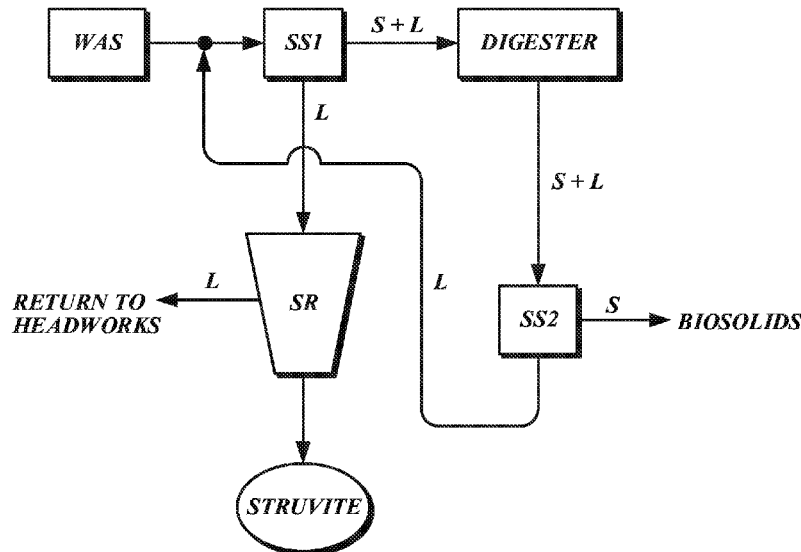 WAS
SS1
S + L
DIGESTER
L
S + L
L
SR
L
RETURN TO
HEADWORKS
SS2
S
BIOSOLIDS
STRUVITE